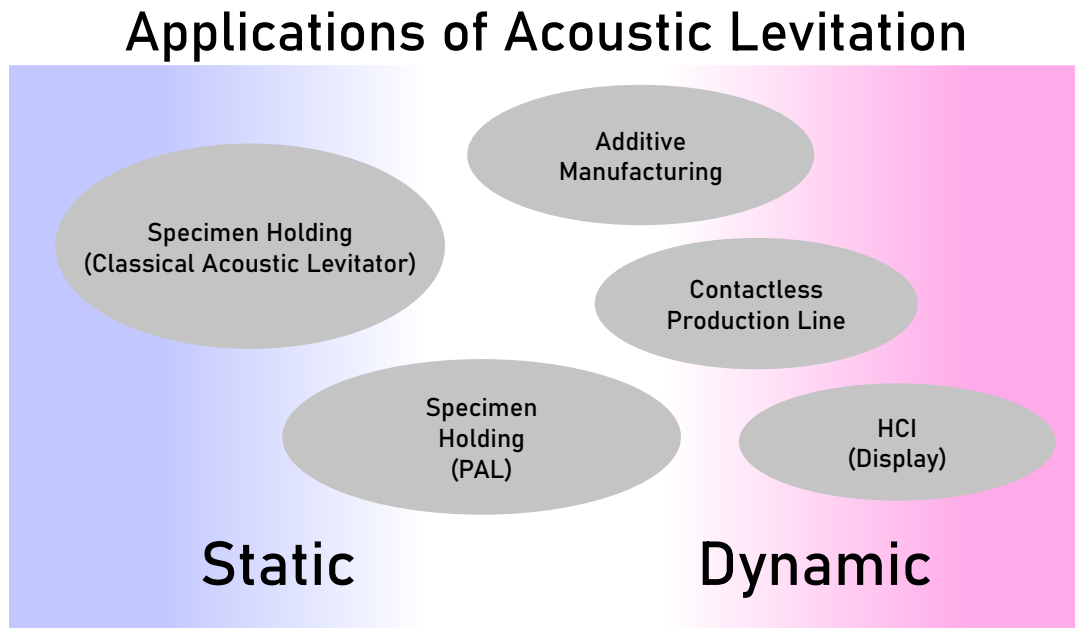 Applications of Acoustic Levitation
Additive
Manufacturing
Specimen Holding
(Classical Acoustic Levitator)
Contactless
Production Line
Specimen
Holding
(PAL)
HCI
(Display)
Static
Dynamic